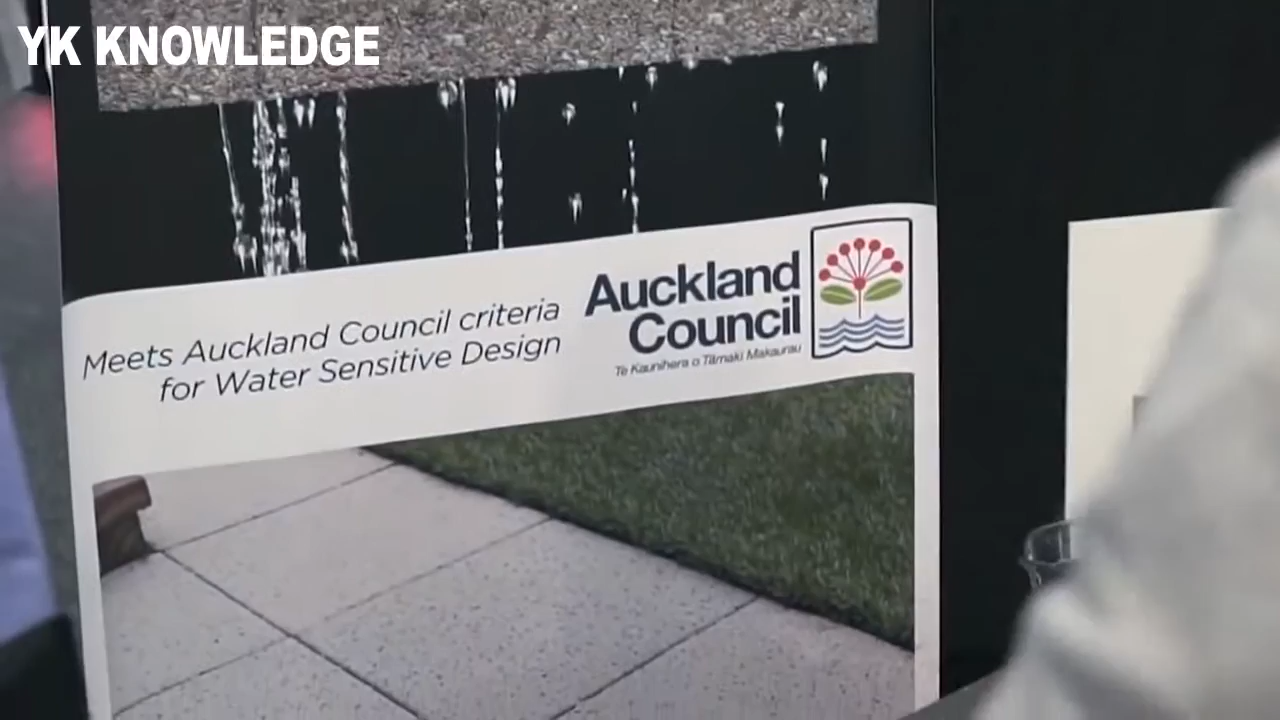 YK KNOWLEDGE
Meets Auckland Council criteria
for Water Sensitive Design
Auckland
Council
Te Kaunihera o Tāmaki Makaurau